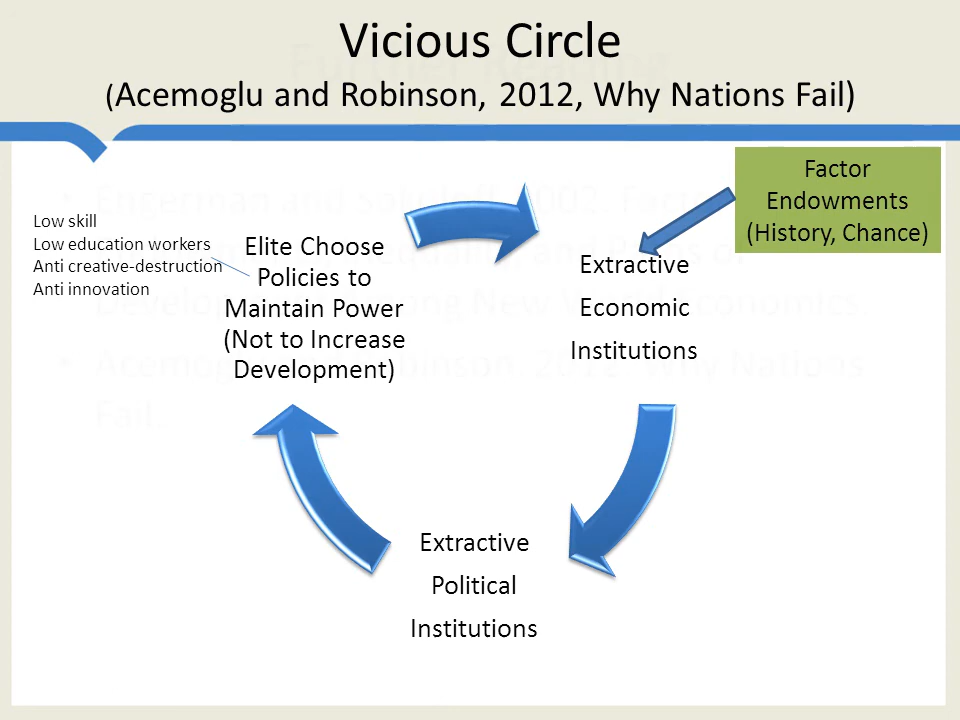 Vicious Circle
(Acemoglu and Robinson, 2012, Why Nations Fail)
Factor
Endowments
(History, Chance)
Low skill
Low education workers
Anti creative-destruction
Anti innovation
Elite Choose
Policies to
Maintain Power
(Not to Increase
Development)
Extractive
Economic
Institutions
Extractive
Political
Institutions